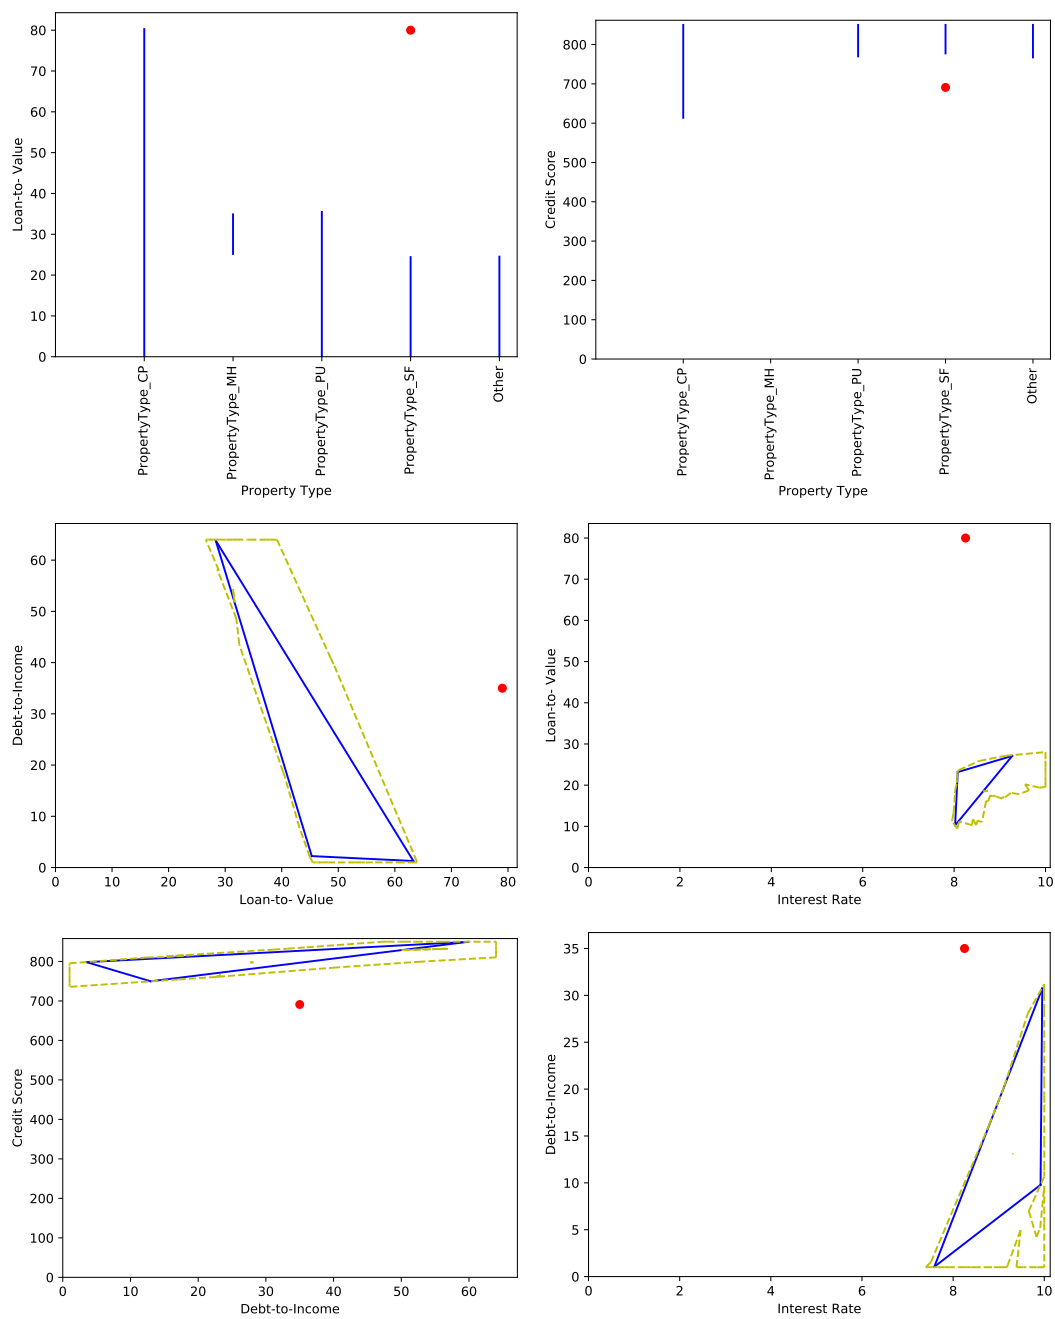 80
70
60
50
40
30
20
10
0
Loan-to- Value
PropertyType_CP
PropertyType_MH
PropertyType_PU
PropertyType_SF
Other
Property Type
800
700
600
500
400
300
200
100
0
Credit Score
PropertyType_CP
PropertyType_MH
PropertyType_PU
PropertyType_SF
Other
Property Type
60
50
40
30
20
10
0
Debt-to-Income
0 10 20 30 40 50 60 70 80
Loan-to- Value
80
70
60
50
40
30
20
10
0
Loan-to- Value
0 2 4 6 8 10
Interest Rate
800
700
600
500
400
300
200
100
0
Credit Score
0 10 20 30 40 50 60
Debt-to-Income
35
30
25
20
15
10
5
0
Debt-to-Income
0 2 4 6 8 10
Interest Rate